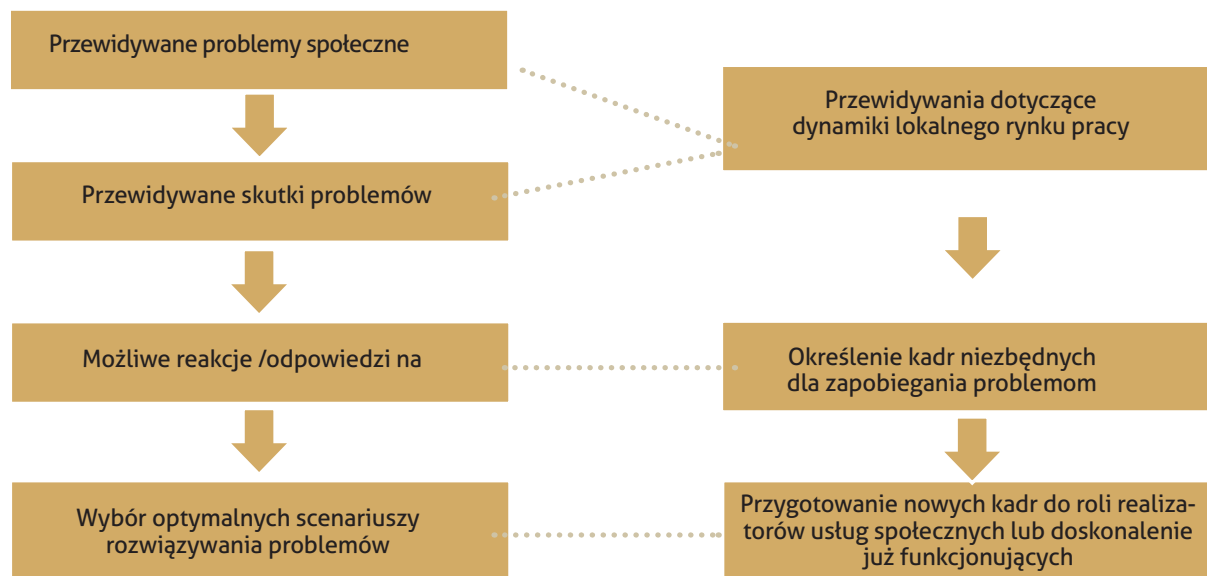 Przewidywane problemy społeczne
Przewidywane skutki problemów
Możliwe reakcje /odpowiedzi na
Wybór optymalnych scenariuszy
rozwiązywania problemów
Przewidywania dotyczące
dynamiki lokalnego rynku pracy
Określenie kadr niezbędnych
dla zapobiegania problemom
Przygotowanie nowych kadr do roli realiza-
torów usług społecznych lub doskonalenie
już funkcjonujących